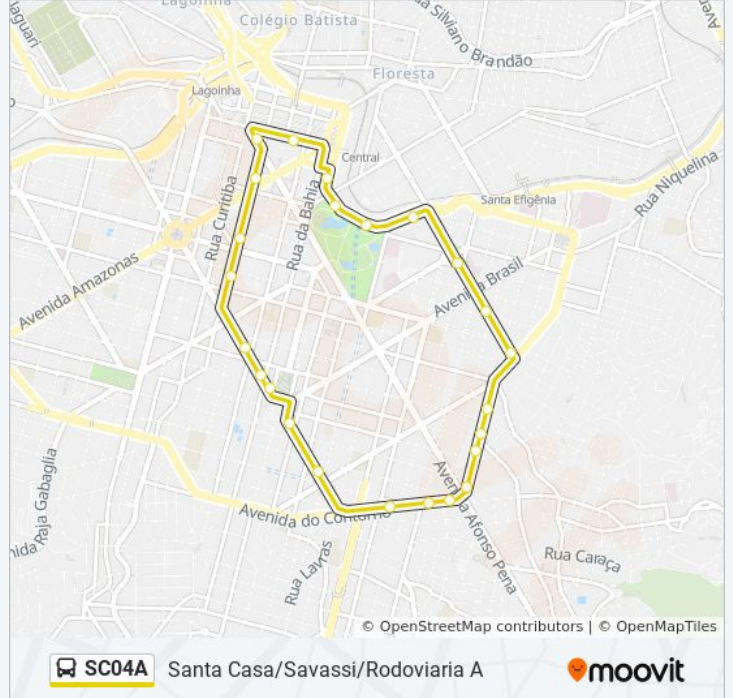 Lagoinha
Colégio Batista
Silviano Brandão
Floresta
Lagoinha
Central
Rua Niquelina
Santa Efigênia
Rua Curitiba
Rua da Bahia
Avenida Amazonas
Avenida Brasil
Avenida do Contorno
Avenida Afonso Pena
Raja Gabaglia
Rua Lavras
Rua Caraça
© OpenStreetMap contributors | © OpenMapTiles
SC04A Santa Casa/Savassi/Rodoviaria A
moovit